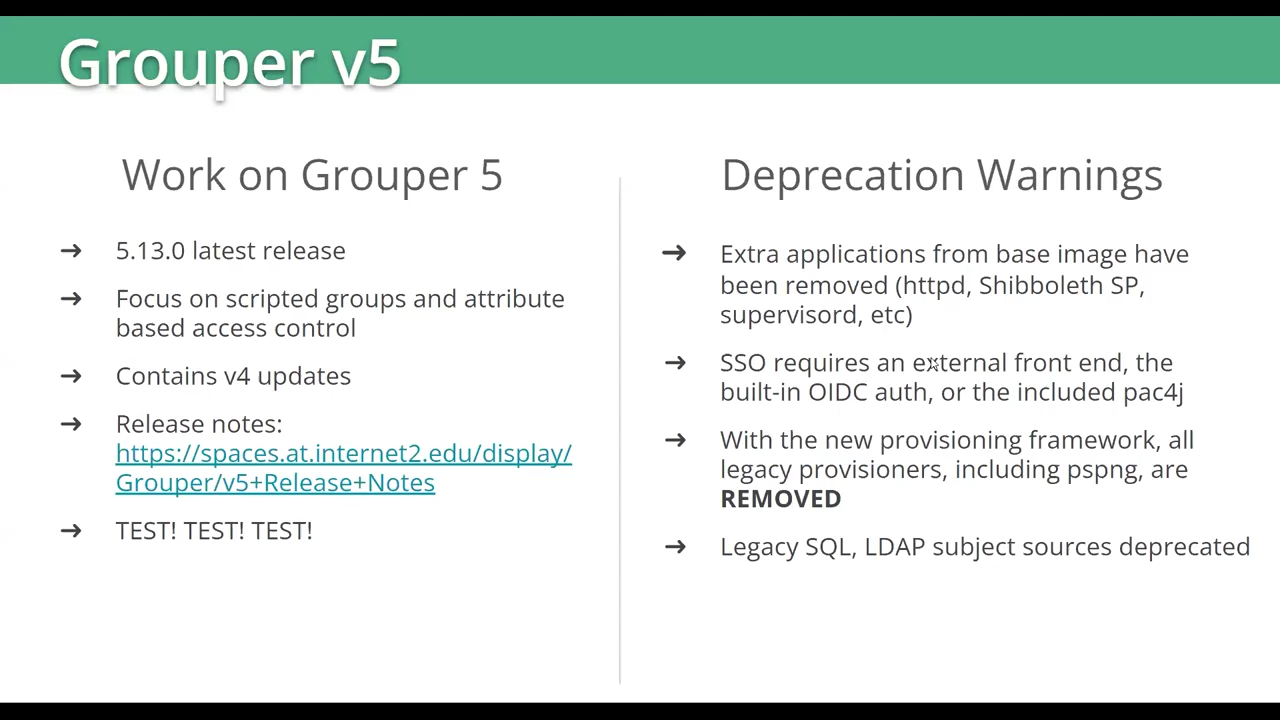 Grouper v5
Work on Grouper 5
➔ 5.13.0 latest release
➔ Focus on scripted groups and attribute
based access control
➔ Contains v4 updates
➔ Release notes:
https://spaces.at.internet2.edu/display/
Grouper/v5+Release+Notes
➔ TEST! TEST! TEST!
Deprecation Warnings
➔ Extra applications from base image have
been removed (httpd, Shibboleth SP,
supervisord, etc)
➔ SSO requires an external front end, the
built-in OIDC auth, or the included pac4j
➔ With the new provisioning framework, all
legacy provisioners, including pspng, are
REMOVED
➔ Legacy SQL, LDAP subject sources deprecated